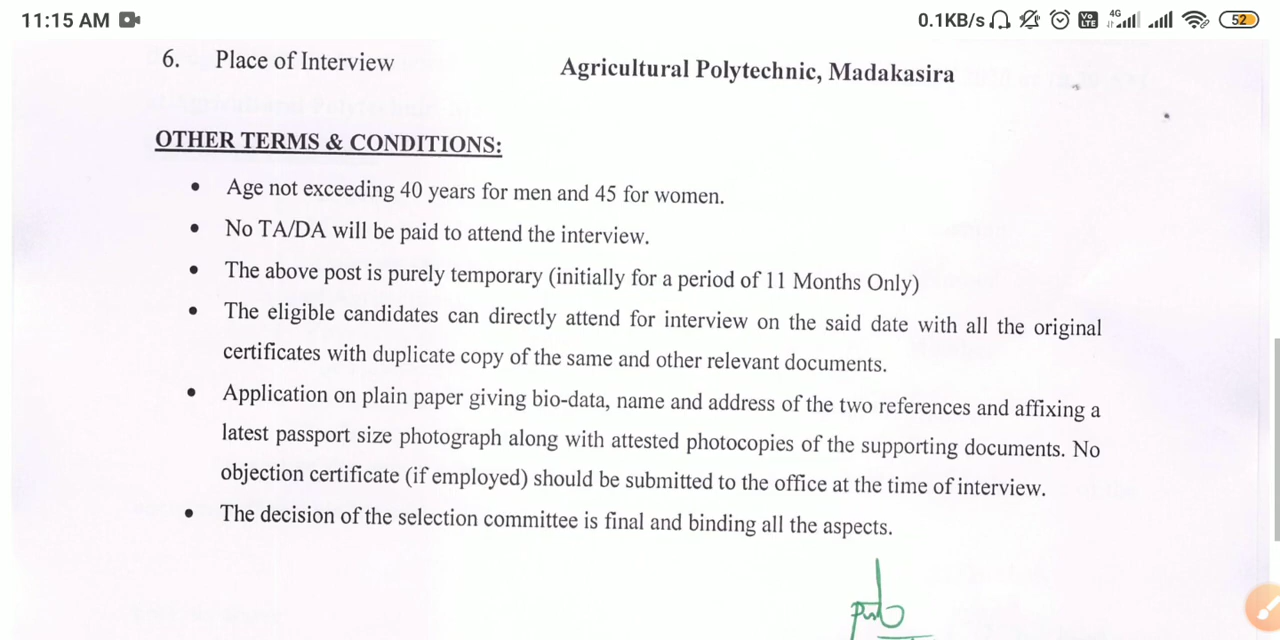 11:15 AM
0.1KB/s
Vo LTE
4G
52
6. Place of Interview Agricultural Polytechnic, Madakasira
OTHER TERMS & CONDITIONS:
• Age not exceeding 40 years for men and 45 for women.
• No TA/DA will be paid to attend the interview.
• The above post is purely temporary (initially for a period of 11 Months Only)
• The eligible candidates can directly attend for interview on the said date with all the original
certificates with duplicate copy of the same and other relevant documents.
• Application on plain paper giving bio-data, name and address of the two references and affixing a
latest passport size photograph along with attested photocopies of the supporting documents. No
objection certificate (if employed) should be submitted to the office at the time of interview.
• The decision of the selection committee is final and binding all the aspects.